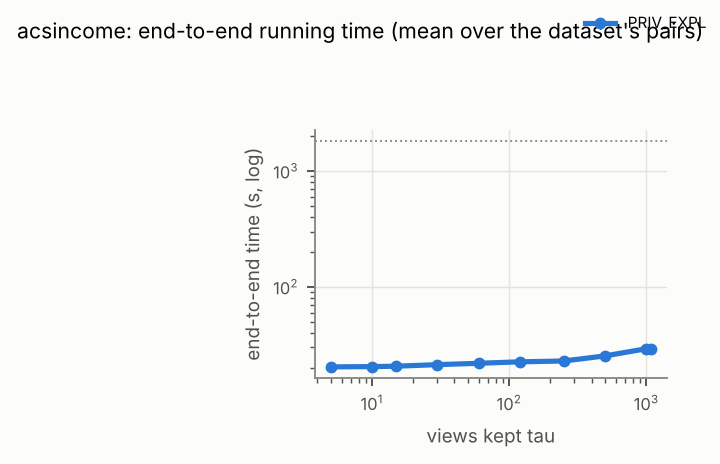 PRIV_EXPL
acsincome: end-to-end running time (mean over the dataset's pairs)
end-to-end time (s, log)
10³
10²
10¹ 10² 10³
views kept tau